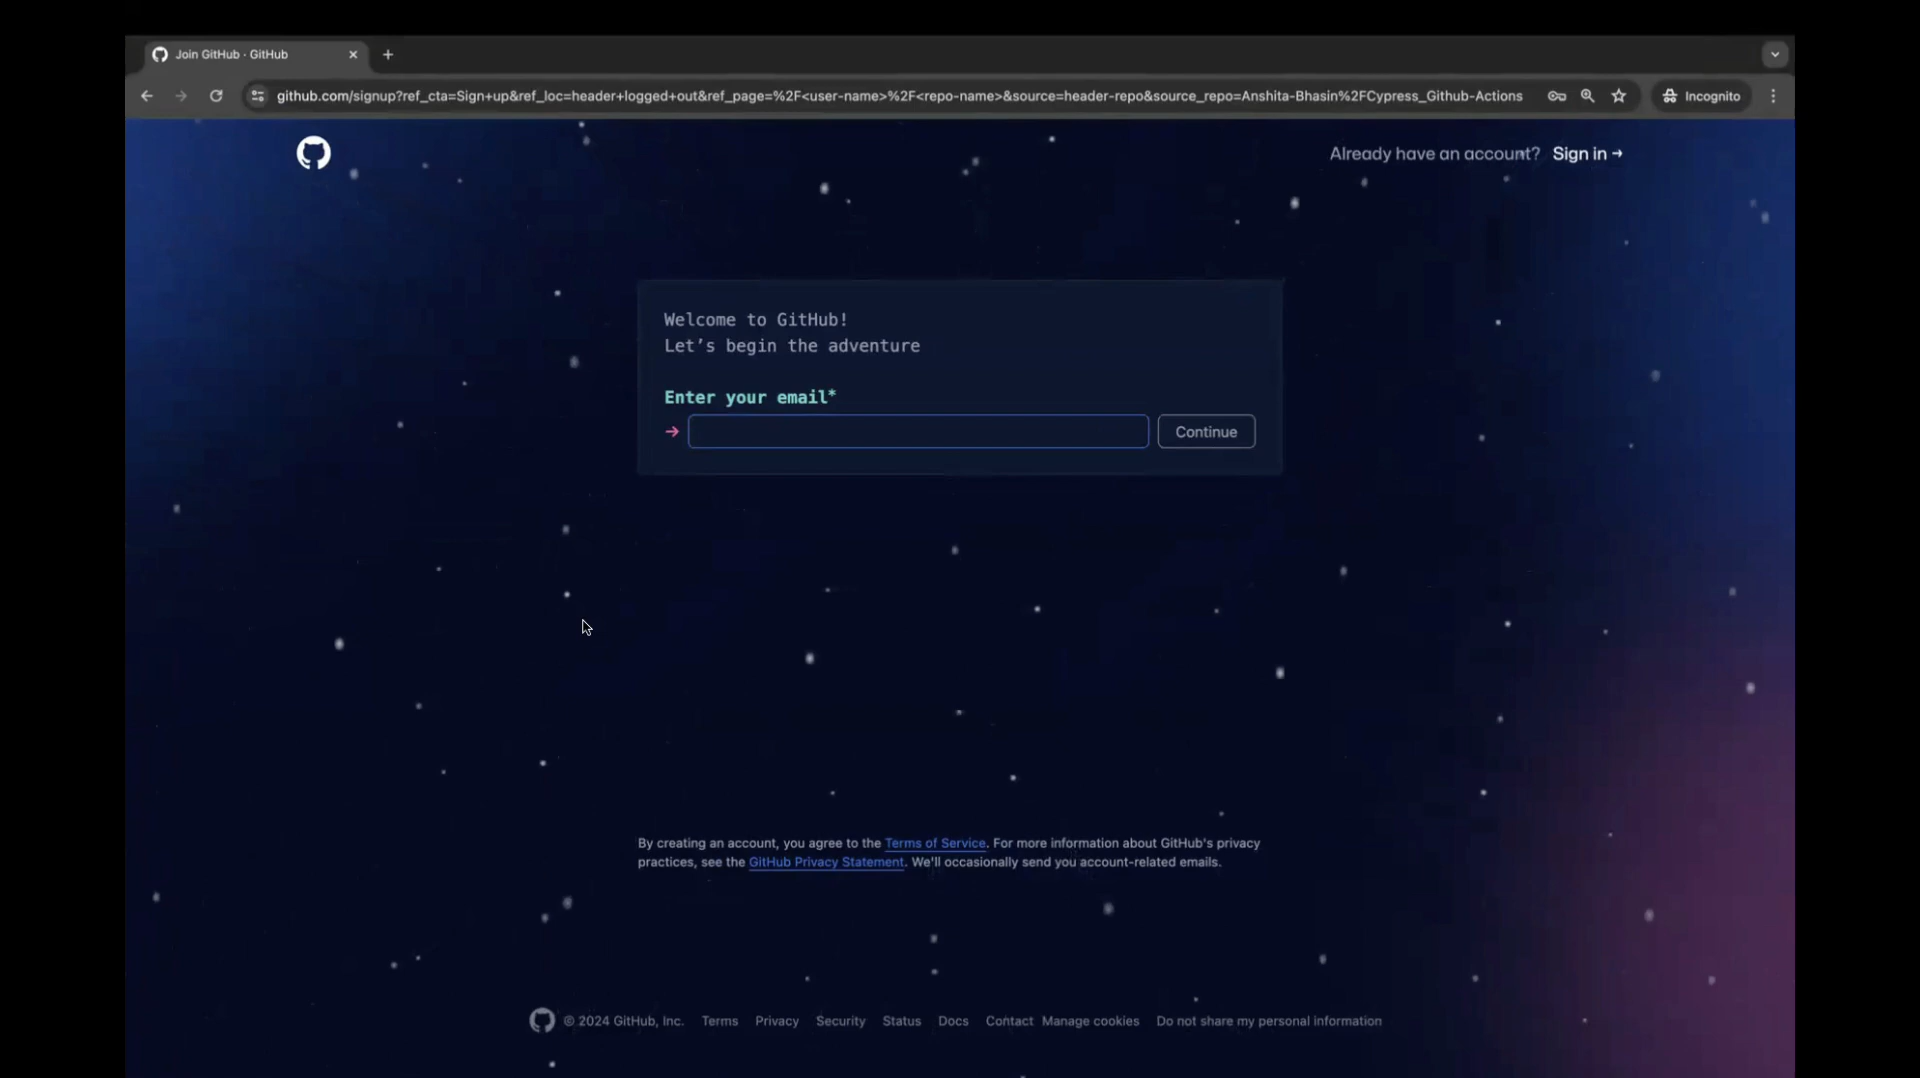 Join GitHub · GitHub
github.com/signup?ref_cta=Sign+up&ref_loc=header+logged+out&ref_page=%2F<user-name>%2F<repo-name>&source=header-repo&source_repo=Anshita-Bhasin%2FCypress_Github-Actions
Incognito
Already have an account? Sign in →
Welcome to GitHub!
Let’s begin the adventure
Enter your email*
Continue
By creating an account, you agree to the Terms of Service. For more information about GitHub's privacy
practices, see the GitHub Privacy Statement. We'll occasionally send you account-related emails.
© 2024 GitHub, Inc. Terms Privacy Security Status Docs Contact Manage cookies Do not share my personal information